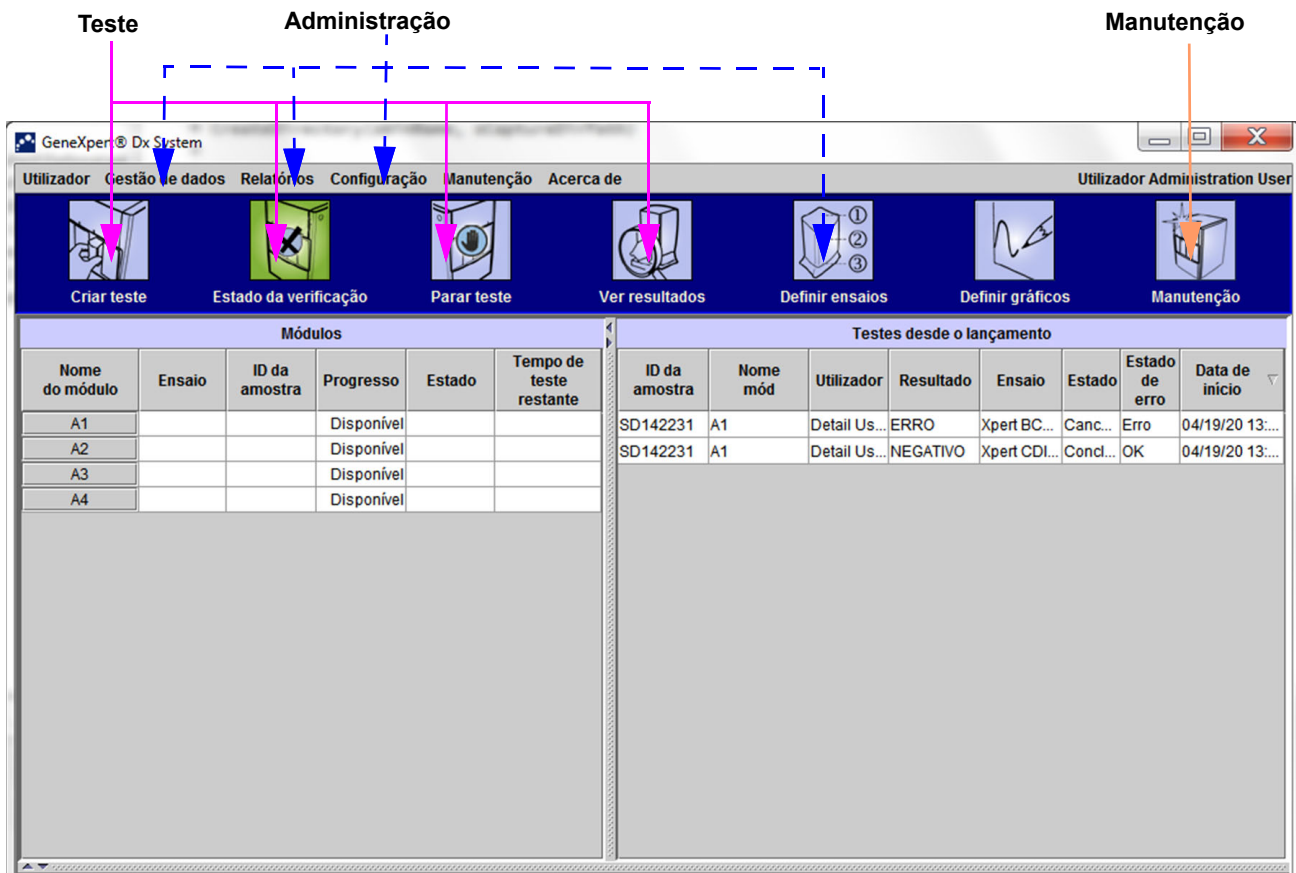 Teste Administração Manutenção
GeneXpert® Dx System
Utilizador Gestão de dados Relatórios Configuração Manutenção Acerca de Utilizador Administration User
Criar teste Estado da verificação Parar teste Ver resultados Definir ensaios Definir gráficos Manutenção
Módulos
Nome do módulo Ensaio ID da amostra Progresso Estado Tempo de teste restante
A1 Disponível
A2 Disponível
A3 Disponível
A4 Disponível
Testes desde o lançamento
ID da amostra Nome mód Utilizador Resultado Ensaio Estado Estado de erro Data de início
SD142231 A1 Detail Us... ERRO Xpert BC... Canc... Erro 04/19/20 13:...
SD142231 A1 Detail Us... NEGATIVO Xpert CDI... Concl... OK 04/19/20 13:...